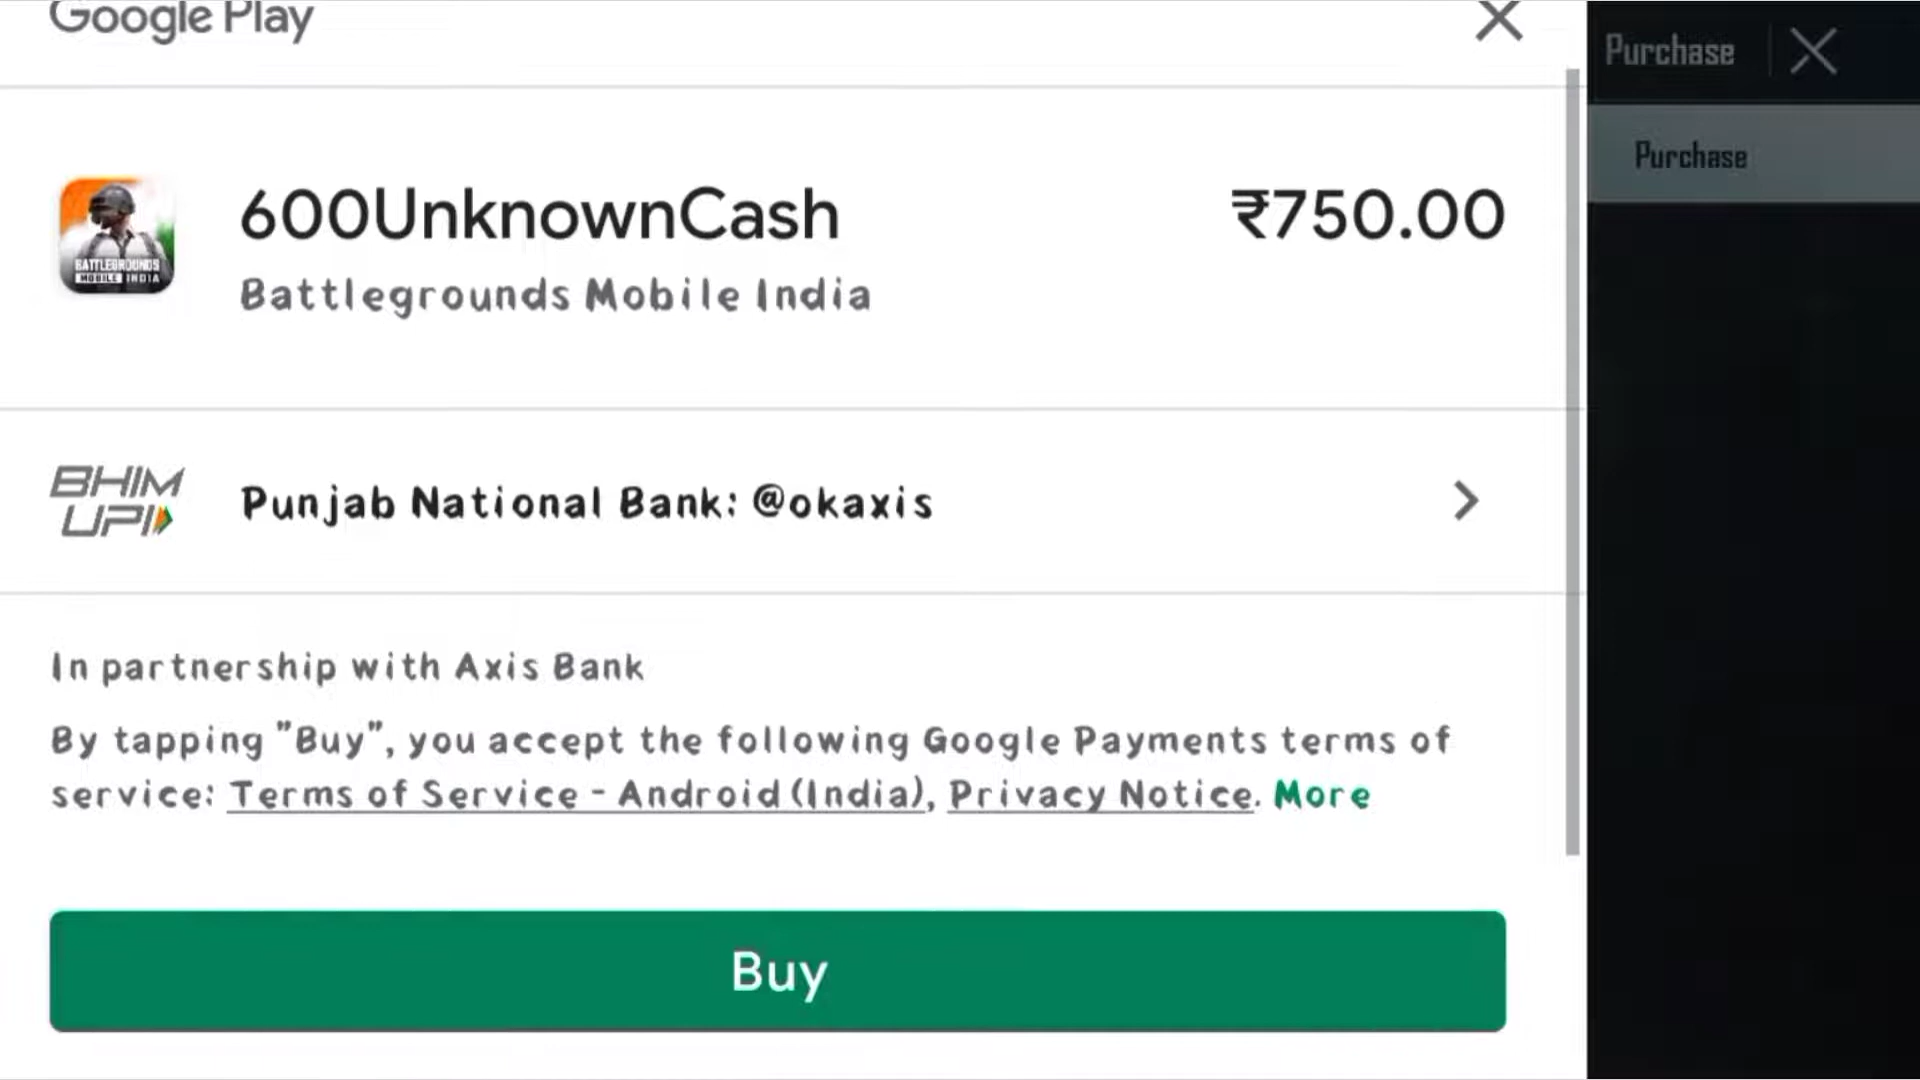 Google Play
Purchase
Purchase
600UnknownCash
₹750.00
Battlegrounds Mobile India
BATTLEGROUNDS
MOBILE INDIA
BHIM
UPI
Punjab National Bank: @okaxis
In partnership with Axis Bank
By tapping "Buy", you accept the following Google Payments terms of
service: Terms of Service - Android (India), Privacy Notice. More
Buy